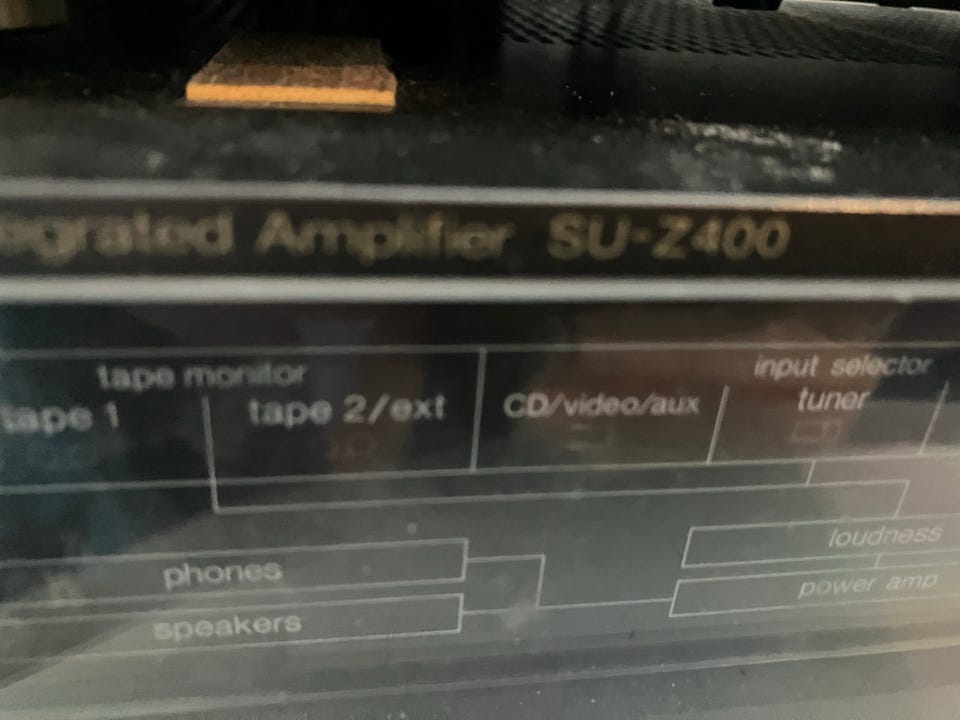 egrated Amplifier SU-Z400
tape monitor
input selector
tape 1
tape 2/ext
CD/video/aux
tuner
loudness
phones
power amp
speakers